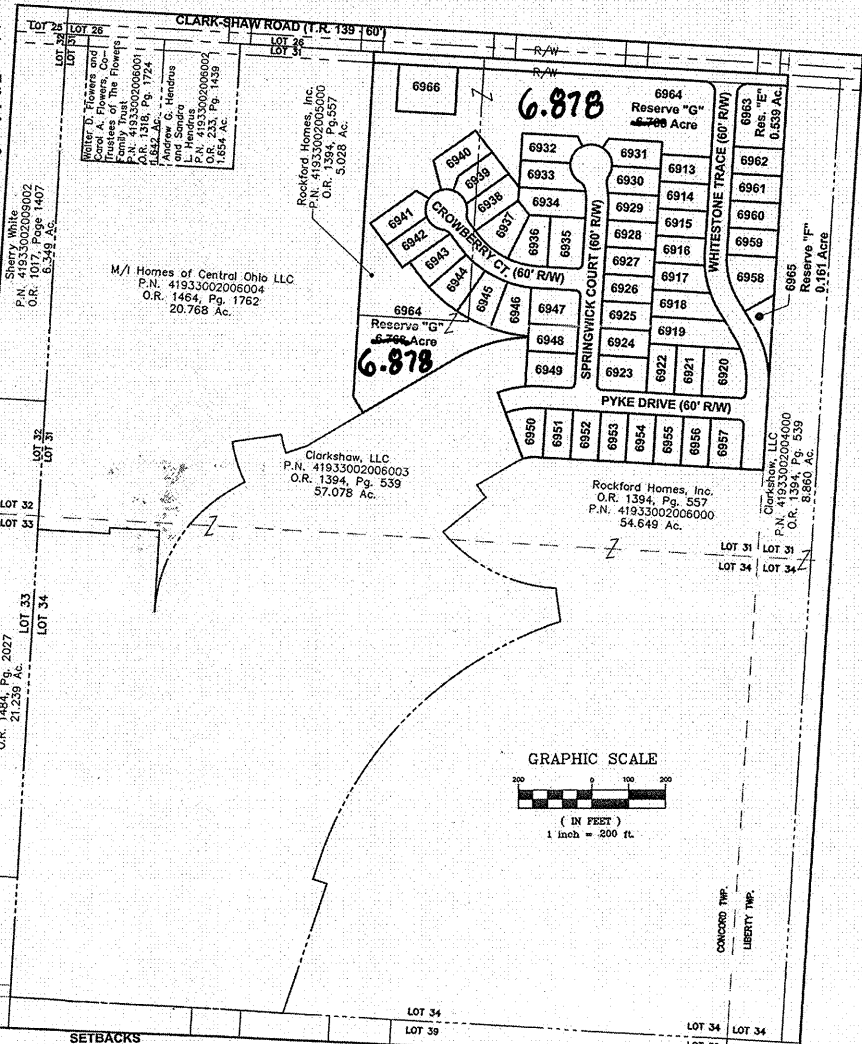 CLARK-SHAW ROAD (T.R. 139 - 60')
LOT 25
LOT 26
LOT 26
LOT 31
LOT 32
LOT 31
R/W
R/W
Walter D. Flowers and
Carol A. Flowers, Co-
Trustees of The Flowers
Family Trust
P.N. 41933002006001
O.R. 1318, Pg. 1724
1.642 Ac.
Andrew G. Hendrus
and Sandra
L. Hendrus
P.N. 41933002006002
O.R. 233, Pg. 1439
1.654 Ac.
Rockford Homes, Inc.
P.N. 41933002005000
O.R. 1394, Pg.557
5.028 Ac.
6966
6.878
6964
Reserve "G"
Acre
6963
Res. "E"
0.539 Ac.
WHITESTONE TRACE (60' R/W)
6962
6961
6960
6959
6958
6965
Reserve "F"
0.161 Acre
6940
6939
6938
6937
6941
6942
6943
6944
6945
6946
CROWBERRY CT. (60' R/W)
6932
6933
6934
6936
6935
6931
6930
6929
6928
6927
6926
6925
6924
6923
SPRINGWICK COURT (60' R/W)
6913
6914
6915
6916
6917
6918
6919
6922
6921
6920
6947
6948
6949
PYKE DRIVE (60' R/W)
6950
6951
6952
6953
6954
6955
6956
6957
Sherry White
P.N. 41933002009002
O.R. 1017, Page 1407
6.349 Ac.
M/I Homes of Central Ohio LLC
P.N. 41933002006004
O.R. 1464, Pg. 1762
20.768 Ac.
6964
Reserve "G"
Acre
6.878
Clarkshaw, LLC
P.N. 41933002006003
O.R. 1394, Pg. 539
57.078 Ac.
Rockford Homes, Inc.
O.R. 1394, Pg. 557
P.N. 41933002006000
54.649 Ac.
Clarkshaw, LLC
P.N. 41933002004000
O.R. 1394, Pg. 539
8.860 Ac.
LOT 32
LOT 31
LOT 32
LOT 33
LOT 31
LOT 31
LOT 34
LOT 34
LOT 33
LOT 34
O.R. 1484, Pg. 2027
21.239 Ac.
GRAPHIC SCALE
200
0
100
200
( IN FEET )
1 inch = 200 ft.
CONCORD TWP.
LIBERTY TWP.
LOT 34
LOT 39
LOT 34
LOT 34
SETBACKS